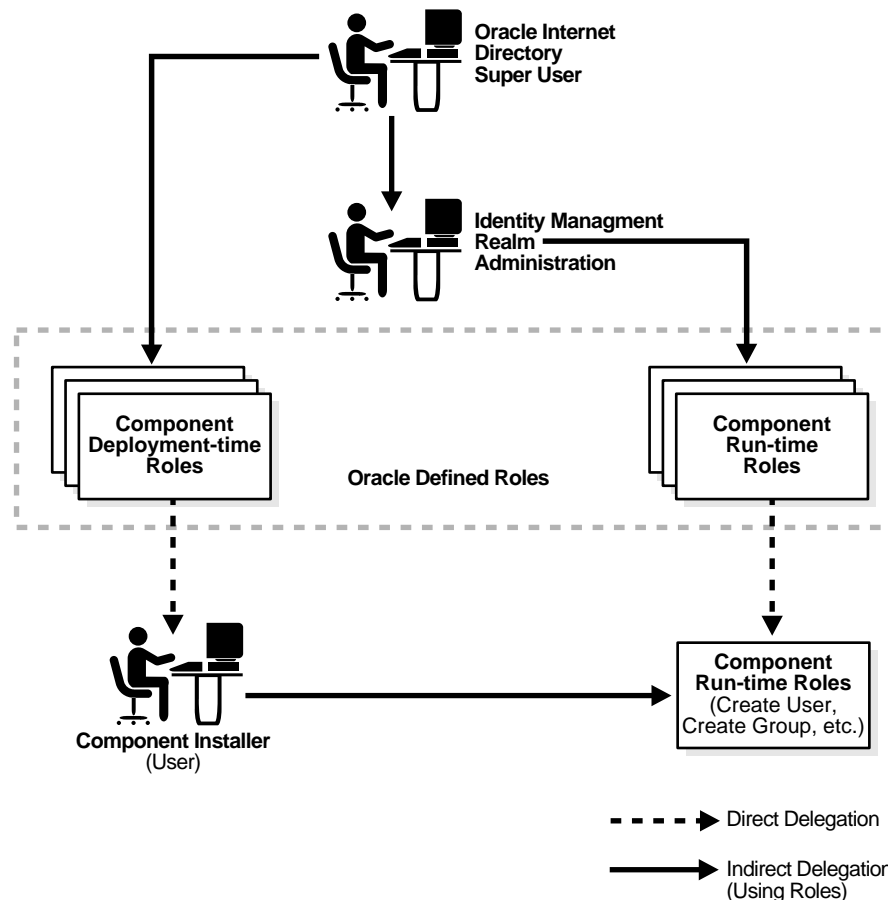 Oracle Internet
Directory
Super User
Identity Managment
Realm
Administration
Component
Deployment-time
Roles
Oracle Defined Roles
Component
Run-time
Roles
Component Installer
(User)
Component
Run-time Roles
(Create User,
Create Group, etc.)
Direct Delegation
Indirect Delegation
(Using Roles)